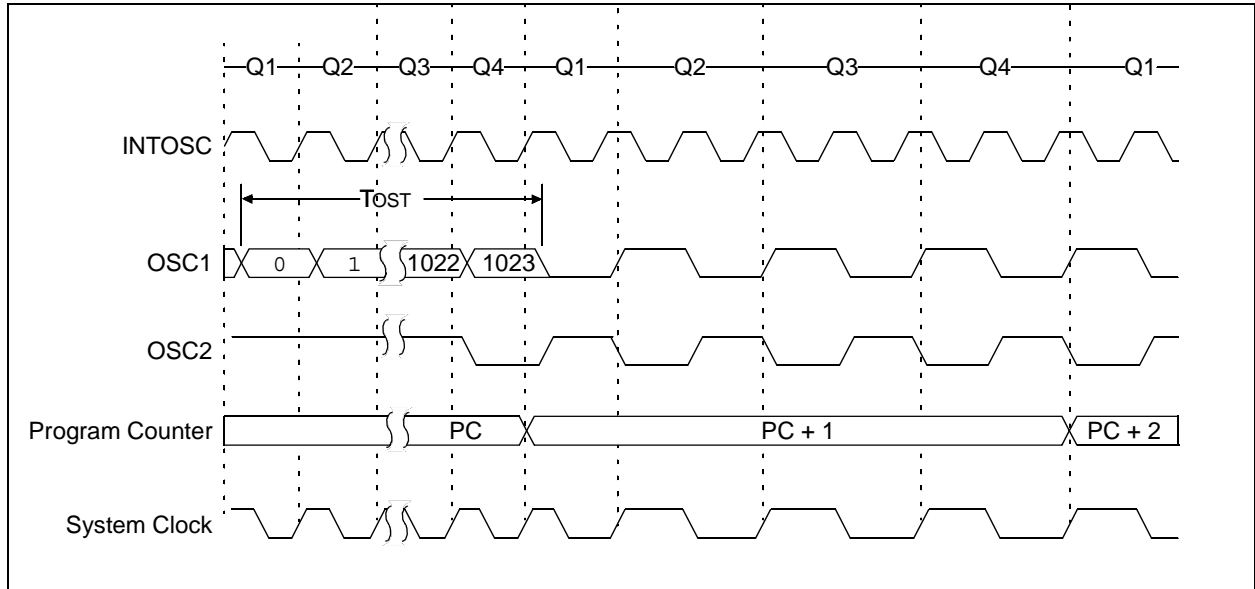 Q1 Q2 Q3 Q4 Q1 Q2 Q3 Q4 Q1
INTOSC
TOST
OSC1 0 1 1022 1023
OSC2
Program Counter PC PC + 1 PC + 2
System Clock